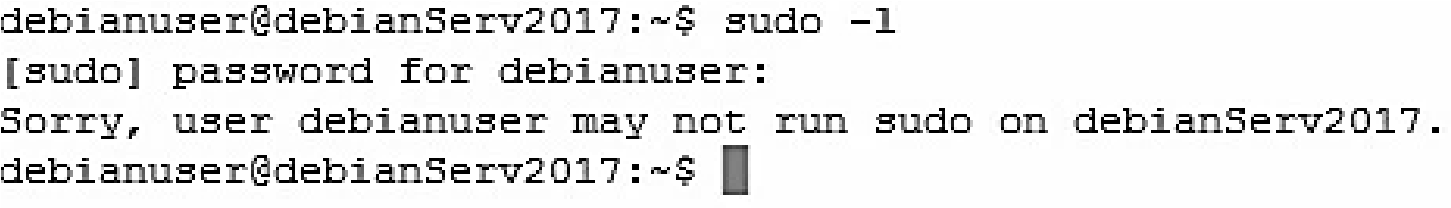 debianuser@debianServ2017:~$ sudo -l
[sudo] password for debianuser:
Sorry, user debianuser may not run sudo on debianServ2017.
debianuser@debianServ2017:~$